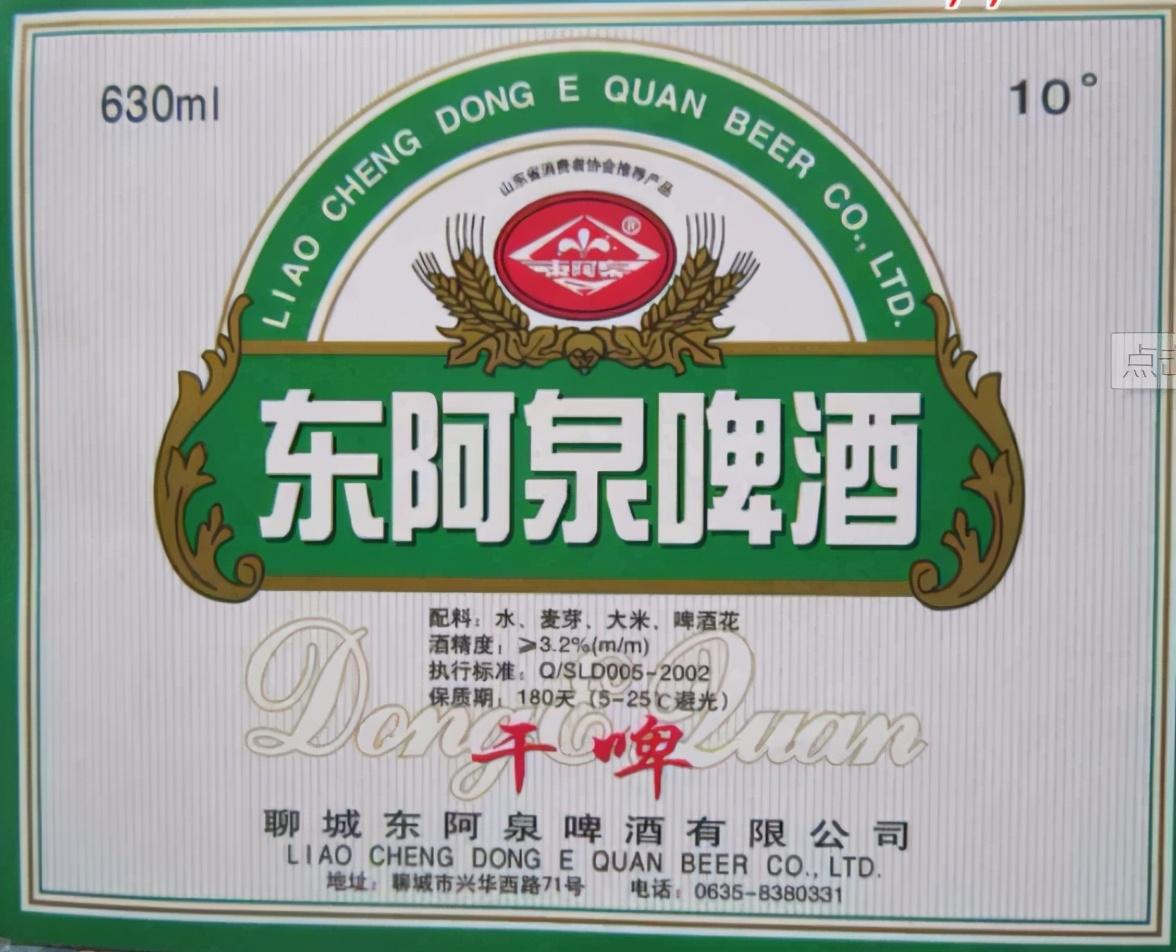 630ml
10°
LIAO CHENG DONG E QUAN BEER CO., LTD.
山东省消费者协会推荐产品
东阿泉
东阿泉啤酒
配料：水、麦芽、大米、啤酒花
酒精度：≥3.2%(m/m)
执行标准：Q/SLD005-2002
保质期：180天（5-25℃避光）
Dong E Quan
干啤
聊城东阿泉啤酒有限公司
LIAO CHENG DONG E QUAN BEER CO., LTD.
地址：聊城市兴华西路71号 电话：0635-8380331
点